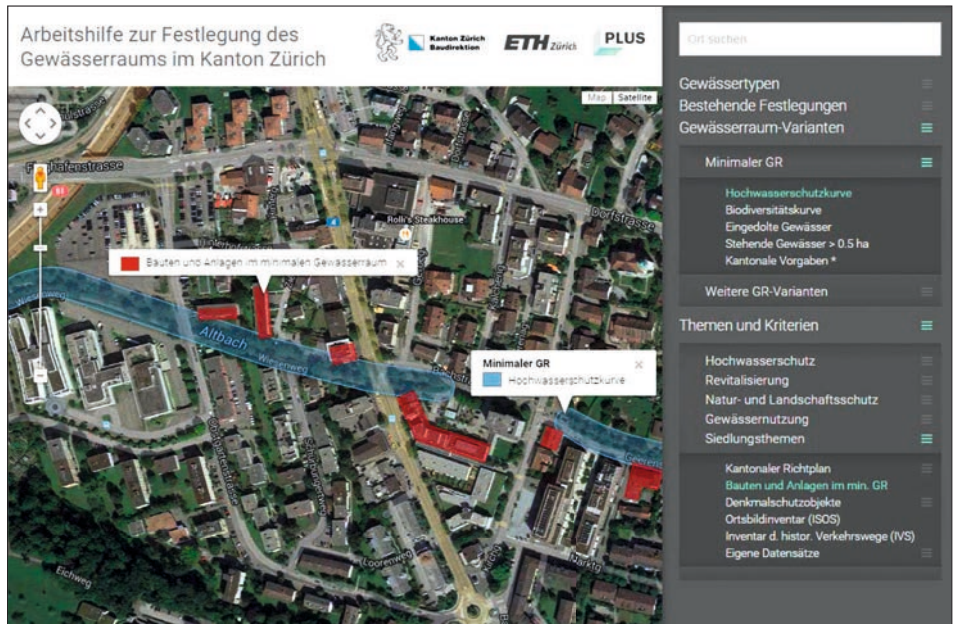 Arbeitshilfe zur Festlegung des
Gewässerraums im Kanton Zürich
Kanton Zürich
Baudirektion
ETH Zürich
PLUS
Ort suchen
Gewässertypen
Bestehende Festlegungen
Gewässerraum-Varianten
Minimaler GR
Hochwasserschutzkurve
Biodiversitätskurve
Eingedolte Gewässer
Stehende Gewässer > 0.5 ha
Kantonale Vorgaben *
Weitere GR-Varianten
Themen und Kriterien
Hochwasserschutz
Revitalisierung
Natur- und Landschaftsschutz
Gewässernutzung
Siedlungsthemen
Kantonaler Richtplan
Bauten und Anlagen im min. GR
Denkmalschutzobjekte
Ortsbildinventar (ISOS)
Inventar d. histor. Verkehrswege (IVS)
Eigene Datensätze
Map
Satellite
Dorfstrasse
Rolli's Steakhouse
Bauten und Anlagen im minimalen Gewässerraum
Wiesenweg
Altbach
Wiesenweg
Minimaler GR
Hochwasserschutzkurve
Loorenweg
Eichweg